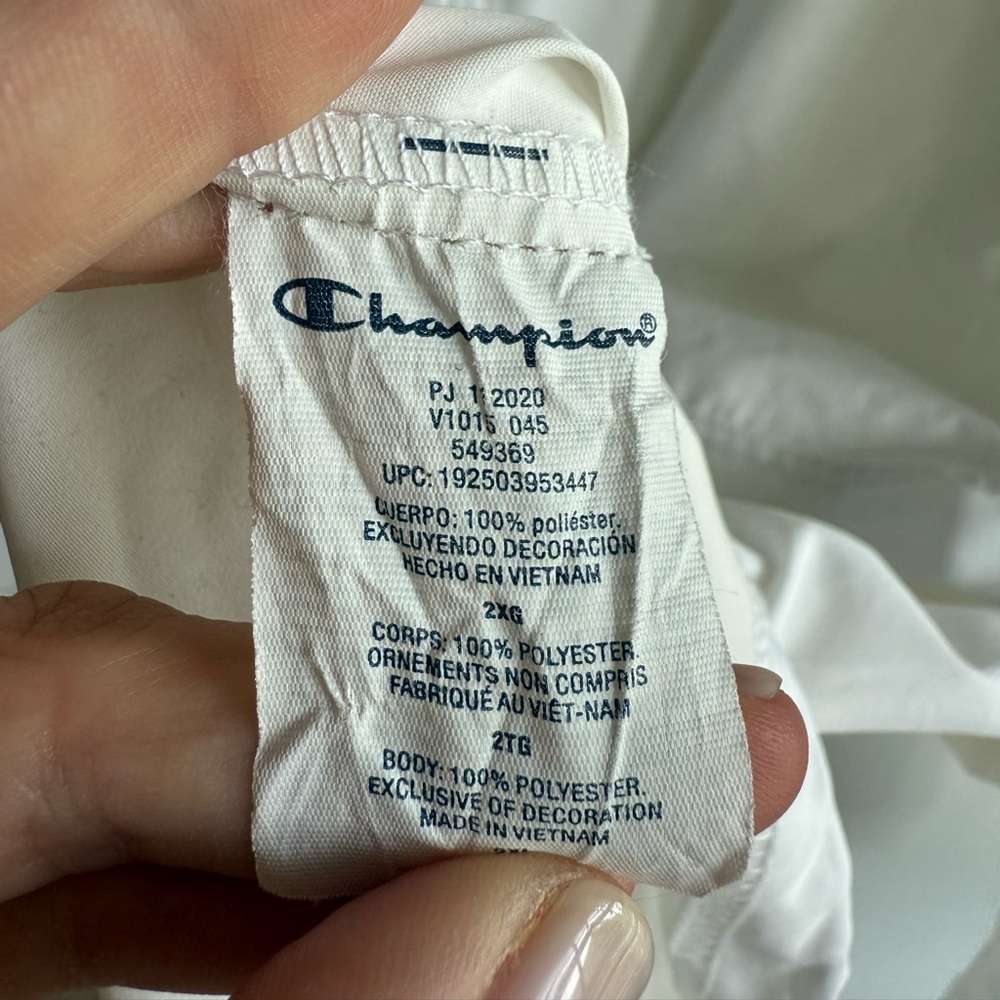 Champion®
PJ 2020
V1015 045
549369
UPC: 192503953447
CUERPO: 100% poliéster.
EXCLUYENDO DECORACIÓN
HECHO EN VIETNAM
2XG
CORPS: 100% POLYESTER.
ORNEMENTS NON COMPRIS
FABRIQUÉ AU VIÊT-NAM
2TG
BODY: 100% POLYESTER.
EXCLUSIVE OF DECORATION
MADE IN VIETNAM